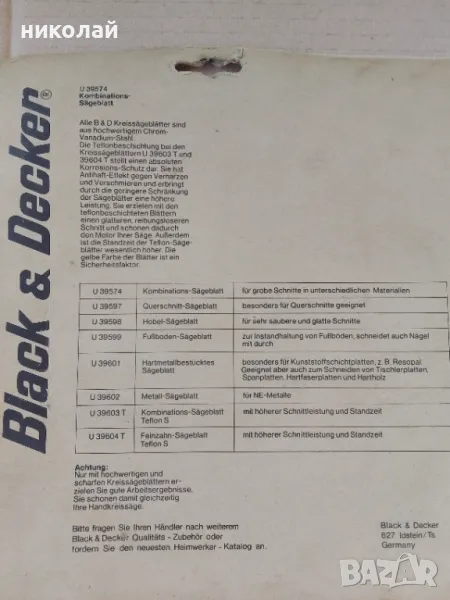 николай
Black & Decker®
U 39574
Kombinations-
Sägeblatt
Alle B & D Kreissägeblätter sind
aus hochwertigem Chrom-
Vanadium-Stahl.
Die Teflonbeschichtung bei den
Kreissägeblättern U 39603 T und
39604 T stellt einen absoluten
Korrosions-Schutz dar. Sie hat
Antihaft-Effekt gegen Verharzen
und Verschmieren und erbringt
durch die geringere Schränkung
der Sägeblätter eine höhere
Leistung. Sie erzielen mit den
teflonbeschichteten Blättern
einen glatteren, reibungsloseren
Schnitt und schonen dadurch
den Motor Ihrer Säge. Außerdem
ist die Standzeit der Teflon-Säge-
blätter wesentlich höher. Die
gelbe Farbe der Blätter ist ein
Sicherheitsfaktor.
U 39574 Kombinations-Sägeblatt für grobe Schnitte in unterschiedlichen Materialien
U 39597 Querschnitt-Sägeblatt besonders für Querschnitte geeignet
U 39598 Hobel-Sägeblatt für sehr saubere und glatte Schnitte
U 39599 Fußboden-Sägeblatt zur Instandhaltung von Fußböden, schneidet auch Nägel
mit durch
U 39601 Hartmetallbestücktes besonders für Kunststoffschichtplatten, z. B. Resopal.
Sägeblatt Geeignet aber auch zum Schneiden von Tischlerplatten,
Spanplatten, Hartfaserplatten und Hartholz
U 39602 Metall-Sägeblatt für NE-Metalle
U 39603 T Kombinations-Sägeblatt mit höherer Schnittleistung und Standzeit
Teflon S
U 39604 T Feinzahn-Sägeblatt mit höherer Schnittleistung und Standzeit
Teflon S
Achtung:
Nur mit hochwertigen und
scharfen Kreissägeblättern er-
zielen Sie gute Arbeitsergebnisse.
Sie schonen damit gleichzeitig
Ihre Handkreissäge.
Bitte fragen Sie Ihren Händler nach weiterem
Black & Decker Qualitäts - Zubehör oder
fordern Sie den neuesten Heimwerker - Katalog an.
Black & Decker
627 Idstein/Ts
Germany
BAZAR
.bg